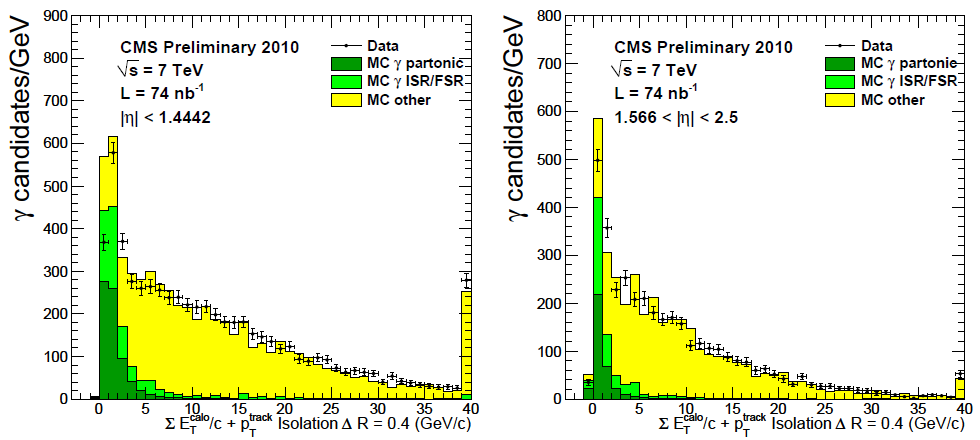 γ candidates/GeV
900
800
700
600
500
400
300
200
100
0
CMS Preliminary 2010
√s = 7 TeV
L = 74 nb⁻¹
|η| < 1.4442
Data
MC γ partonic
MC γ ISR/FSR
MC other
0 5 10 15 20 25 30 35 40
Σ E_T^calo/c + p_T^track Isolation Δ R = 0.4 (GeV/c)
γ candidates/GeV
800
700
600
500
400
300
200
100
0
CMS Preliminary 2010
√s = 7 TeV
L = 74 nb⁻¹
1.566 < |η| < 2.5
Data
MC γ partonic
MC γ ISR/FSR
MC other
0 5 10 15 20 25 30 35 40
Σ E_T^calo/c + p_T^track Isolation Δ R = 0.4 (GeV/c)